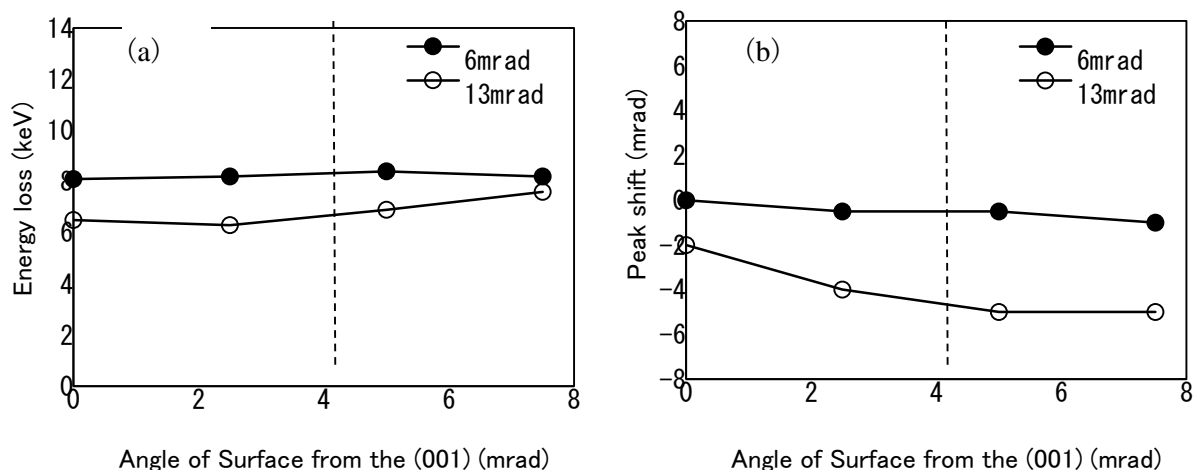 (a)
6mrad
13mrad
14
12
10
8
6
4
2
0
0 2 4 6 8
Energy loss (keV)
Angle of Surface from the (001) (mrad)
(b)
6mrad
13mrad
8
6
4
2
0
−2
−4
−6
−8
0 2 4 6 8
Peak shift (mrad)
Angle of Surface from the (001) (mrad)